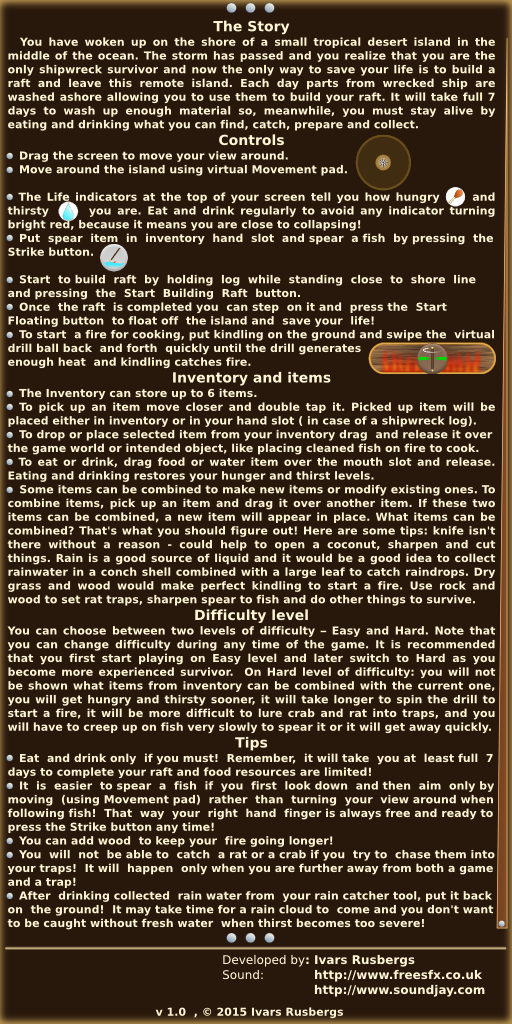 The Story
You have woken up on the shore of a small tropical desert island in the
middle of the ocean. The storm has passed and you realize that you are the
only shipwreck survivor and now the only way to save your life is to build a
raft and leave this remote island. Each day parts from wrecked ship are
washed ashore allowing you to use them to build your raft. It will take full 7
days to wash up enough material so, meanwhile, you must stay alive by
eating and drinking what you can find, catch, prepare and collect.
Controls
Drag the screen to move your view around.
Move around the island using virtual Movement pad.
The Life indicators at the top of your screen tell you how hungry and
thirsty you are. Eat and drink regularly to avoid any indicator turning
bright red, because it means you are close to collapsing!
Put spear item in inventory hand slot and spear a fish by pressing the
Strike button.
Start to build raft by holding log while standing close to shore line
and pressing the Start Building Raft button.
Once the raft is completed you can step on it and press the Start
Floating button to float off the island and save your life!
To start a fire for cooking, put kindling on the ground and swipe the virtual
drill ball back and forth quickly until the drill generates
enough heat and kindling catches fire.
Inventory and items
The Inventory can store up to 6 items.
To pick up an item move closer and double tap it. Picked up item will be
placed either in inventory or in your hand slot ( in case of a shipwreck log).
To drop or place selected item from your inventory drag and release it over
the game world or intended object, like placing cleaned fish on fire to cook.
To eat or drink, drag food or water item over the mouth slot and release.
Eating and drinking restores your hunger and thirst levels.
Some items can be combined to make new items or modify existing ones. To
combine items, pick up an item and drag it over another item. If these two
items can be combined, a new item will appear in place. What items can be
combined? That's what you should figure out! Here are some tips: knife isn't
there without a reason - could help to open a coconut, sharpen and cut
things. Rain is a good source of liquid and it would be a good idea to collect
rainwater in a conch shell combined with a large leaf to catch raindrops. Dry
grass and wood would make perfect kindling to start a fire. Use rock and
wood to set rat traps, sharpen spear to fish and do other things to survive.
Difficulty level
You can choose between two levels of difficulty – Easy and Hard. Note that
you can change difficulty during any time of the game. It is recommended
that you first start playing on Easy level and later switch to Hard as you
become more experienced survivor. On Hard level of difficulty: you will not
be shown what items from inventory can be combined with the current one,
you will get hungry and thirsty sooner, it will take longer to spin the drill to
start a fire, it will be more difficult to lure crab and rat into traps, and you
will have to creep up on fish very slowly to spear it or it will get away quickly.
Tips
Eat and drink only if you must! Remember, it will take you at least full 7
days to complete your raft and food resources are limited!
It is easier to spear a fish if you first look down and then aim only by
moving (using Movement pad) rather than turning your view around when
following fish! That way your right hand finger is always free and ready to
press the Strike button any time!
You can add wood to keep your fire going longer!
You will not be able to catch a rat or a crab if you try to chase them into
your traps! It will happen only when you are further away from both a game
and a trap!
After drinking collected rain water from your rain catcher tool, put it back
on the ground! It may take time for a rain cloud to come and you don't want
to be caught without fresh water when thirst becomes too severe!
Developed by: Ivars Rusbergs
Sound: http://www.freesfx.co.uk
http://www.soundjay.com
v 1.0 , © 2015 Ivars Rusbergs